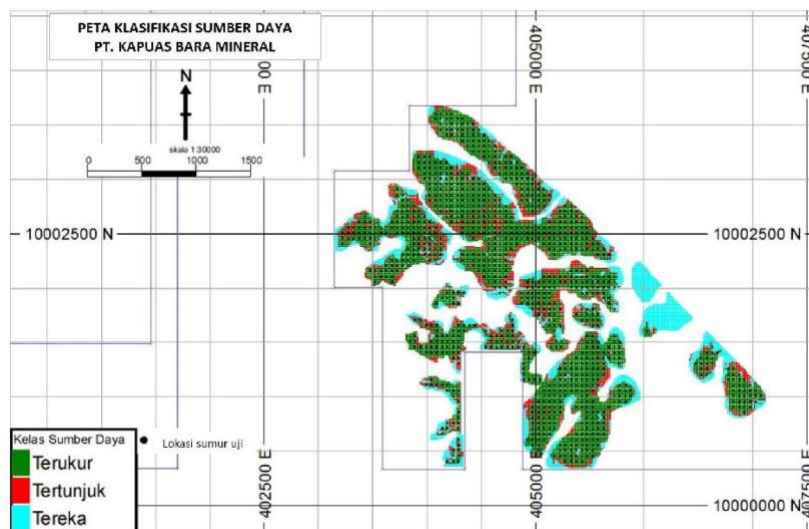 PETA KLASIFIKASI SUMBER DAYA
PT. KAPUAS BARA MINERAL
N
skala 1:30000
0 500 1000 1500
405000 E
10002500 N
10002500 N
Kelas Sumber Daya
Lokasi sumur uji
Terukur
Tertunjuk
Tereka
402500 E
405000 E
10000000 N